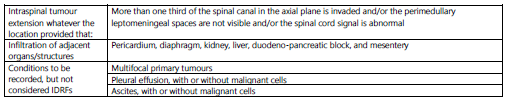 Intraspinal tumour
extension whatever the
location provided that:
More than one third of the spinal canal in the axial plane is invaded and/or the perimedullary
leptomeningeal spaces are not visible and/or the spinal cord signal is abnormal
Infiltration of adjacent
organs/structures
Pericardium, diaphragm, kidney, liver, duodeno-pancreatic block, and mesentery
Conditions to be
recorded, but not
considered IDRFs
Multifocal primary tumours
Pleural effusion, with or without malignant cells
Ascites, with or without malignant cells